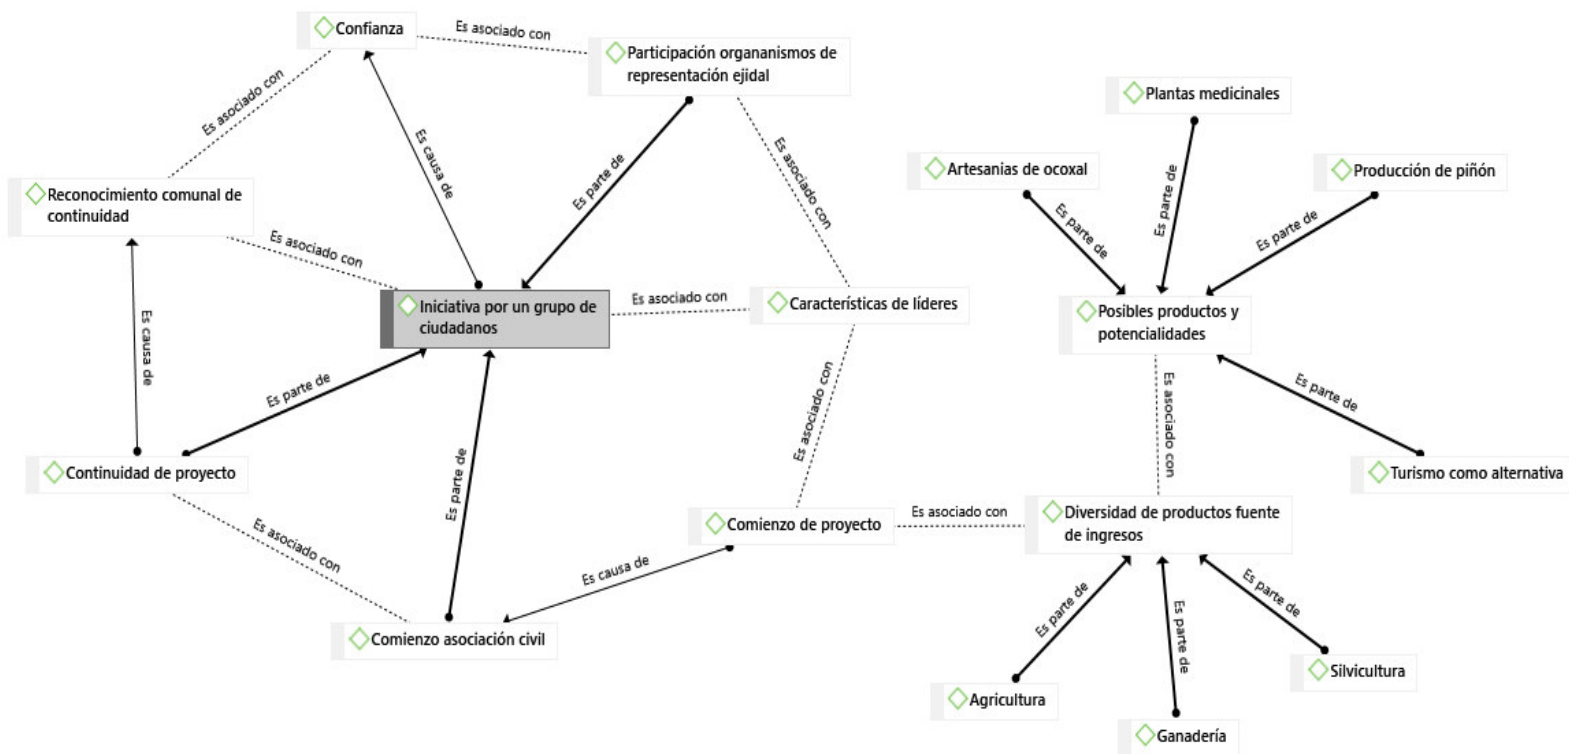 Confianza
Es asociado con
Participación organanismos de
representación ejidal
Es asociado con
Es causa de
Es parte de
Es asociado con
Reconocimiento comunal de
continuidad
Es asociado con
Iniciativa por un grupo de
ciudadanos
Es asociado con
Características de líderes
Es causa de
Es parte de
Es asociado con
Es parte de
Continuidad de proyecto
Es asociado con
Comienzo de proyecto
Es asociado con
Es causa de
Comienzo asociación civil
Plantas medicinales
Artesanias de ocoxal
Producción de piñón
Es parte de
Es parte de
Es parte de
Posibles productos y
potencialidades
Es asociado con
Es parte de
Turismo como alternativa
Diversidad de productos fuente
de ingresos
Es parte de
Es parte de
Es parte de
Silvicultura
Agricultura
Ganadería